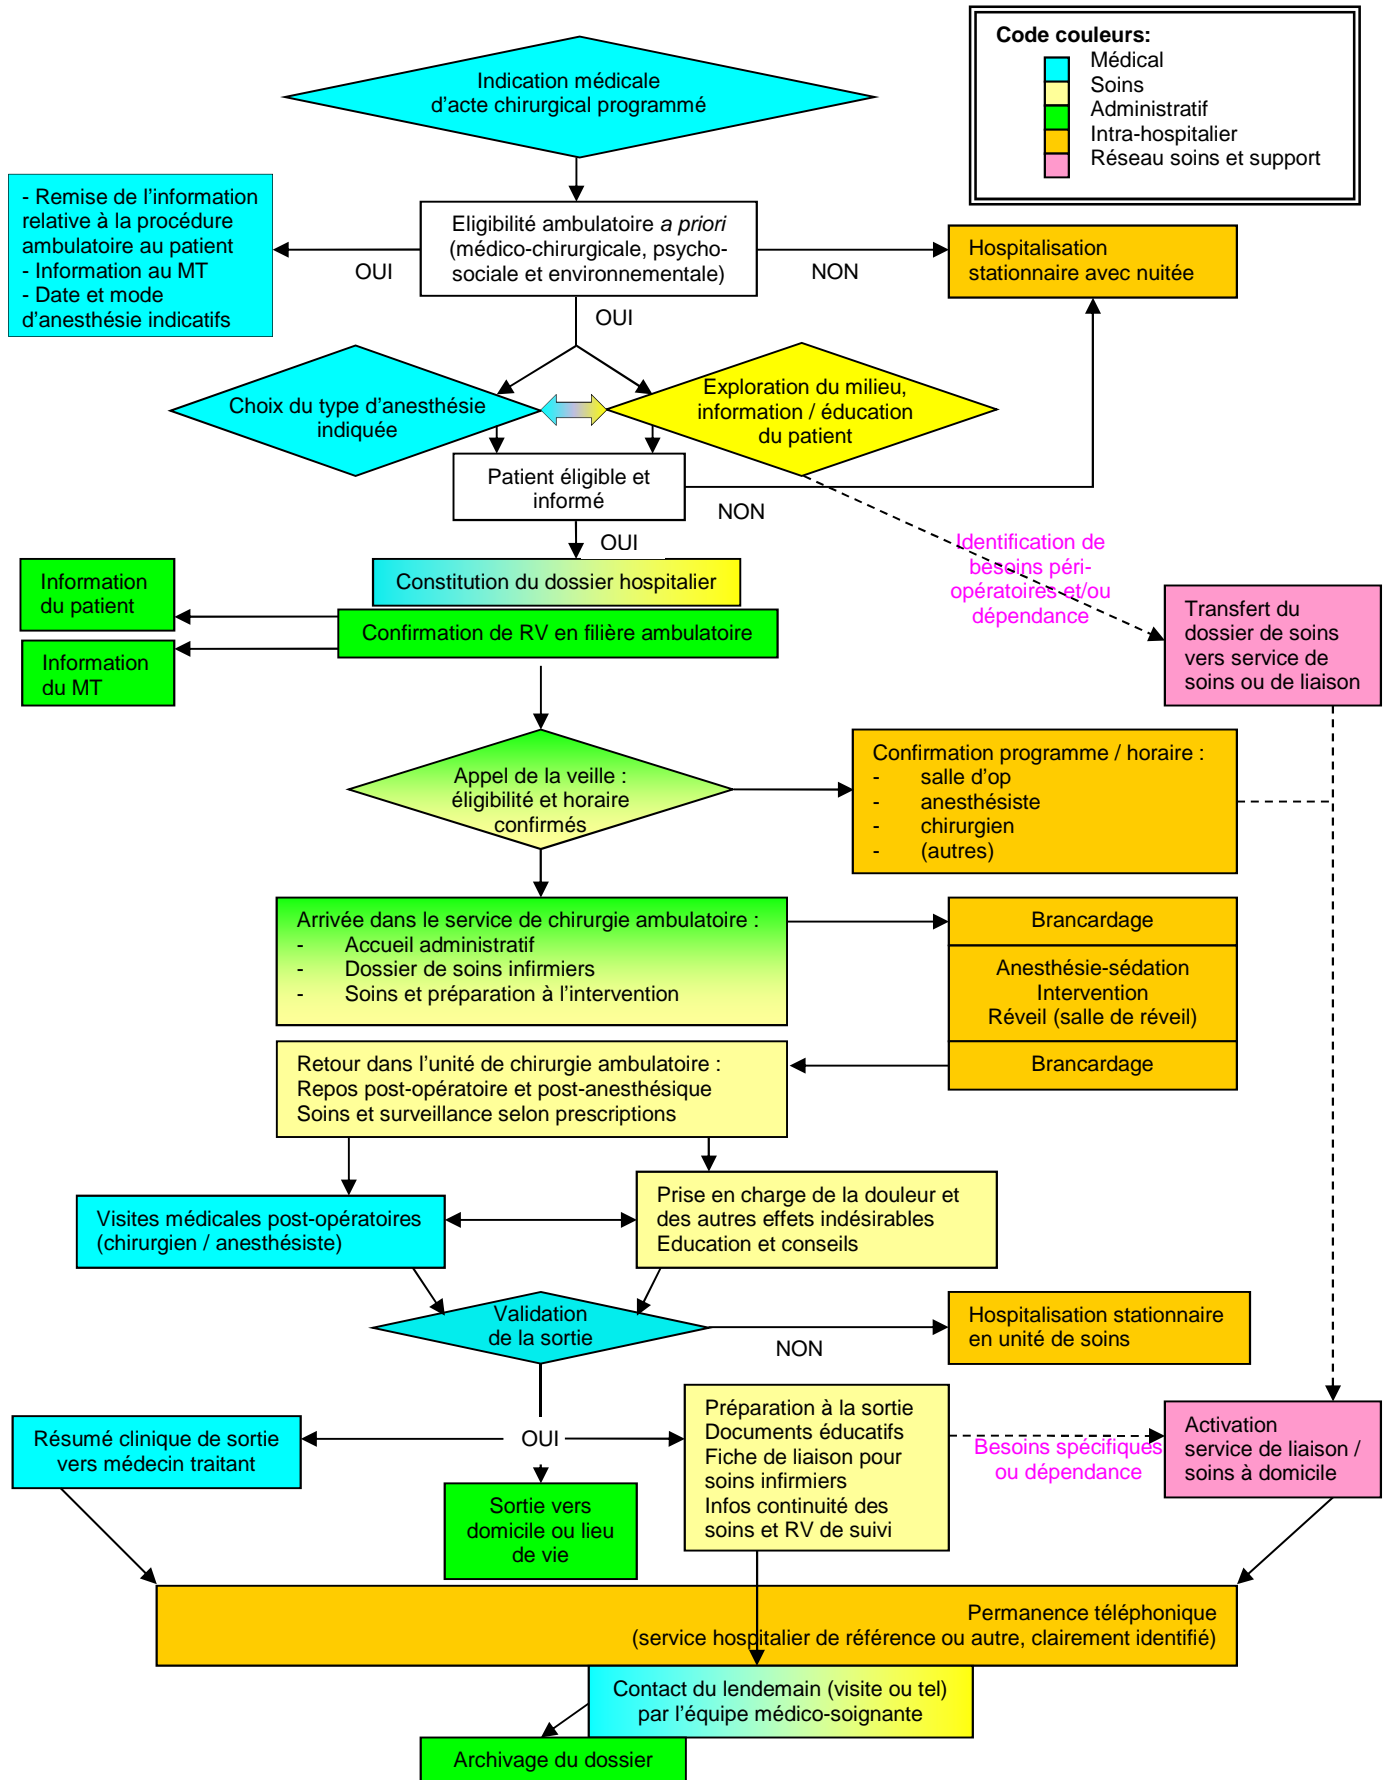 Code couleurs:
Médical
Soins
Administratif
Intra-hospitalier
Réseau soins et support
Indication médicale
d’acte chirurgical programmé
- Remise de l’information
relative à la procédure
ambulatoire au patient
- Information au MT
- Date et mode
d’anesthésie indicatifs
OUI
Eligibilité ambulatoire a priori
(médico-chirurgicale, psycho-
sociale et environnementale)
NON
Hospitalisation
stationnaire avec nuitée
OUI
Choix du type d’anesthésie
indiquée
Exploration du milieu,
information / éducation
du patient
Patient éligible et
informé
NON
OUI
Identification de
besoins péri-
opératoires et/ou
dépendance
Constitution du dossier hospitalier
Information
du patient
Confirmation de RV en filière ambulatoire
Information
du MT
Transfert du
dossier de soins
vers service de
soins ou de liaison
Appel de la veille :
éligibilité et horaire
confirmés
Confirmation programme / horaire :
- salle d’op
- anesthésiste
- chirurgien
- (autres)
Arrivée dans le service de chirurgie ambulatoire :
- Accueil administratif
- Dossier de soins infirmiers
- Soins et préparation à l’intervention
Brancardage
Anesthésie-sédation
Intervention
Réveil (salle de réveil)
Brancardage
Retour dans l’unité de chirurgie ambulatoire :
Repos post-opératoire et post-anesthésique
Soins et surveillance selon prescriptions
Visites médicales post-opératoires
(chirurgien / anesthésiste)
Prise en charge de la douleur et
des autres effets indésirables
Education et conseils
Validation
de la sortie
NON
Hospitalisation stationnaire
en unité de soins
Résumé clinique de sortie
vers médecin traitant
OUI
Préparation à la sortie
Documents éducatifs
Fiche de liaison pour
soins infirmiers
Infos continuité des
soins et RV de suivi
Besoins spécifiques
ou dépendance
Activation
service de liaison /
soins à domicile
Sortie vers
domicile ou lieu
de vie
Permanence téléphonique
(service hospitalier de référence ou autre, clairement identifié)
Contact du lendemain (visite ou tel)
par l’équipe médico-soignante
Archivage du dossier